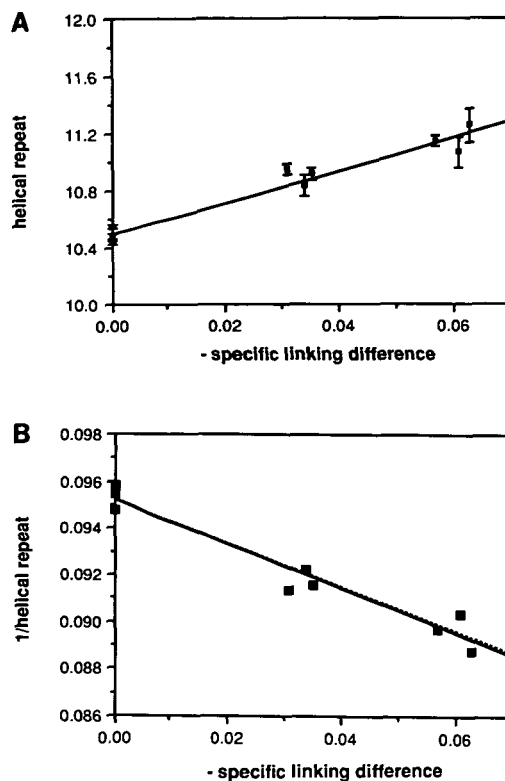 A
12.0
11.6
11.2
10.8
10.4
10.0
helical repeat
0.00 0.02 0.04 0.06
- specific linking difference
B
0.098
0.096
0.094
0.092
0.090
0.088
0.086
1/helical repeat
0.00 0.02 0.04 0.06
- specific linking difference